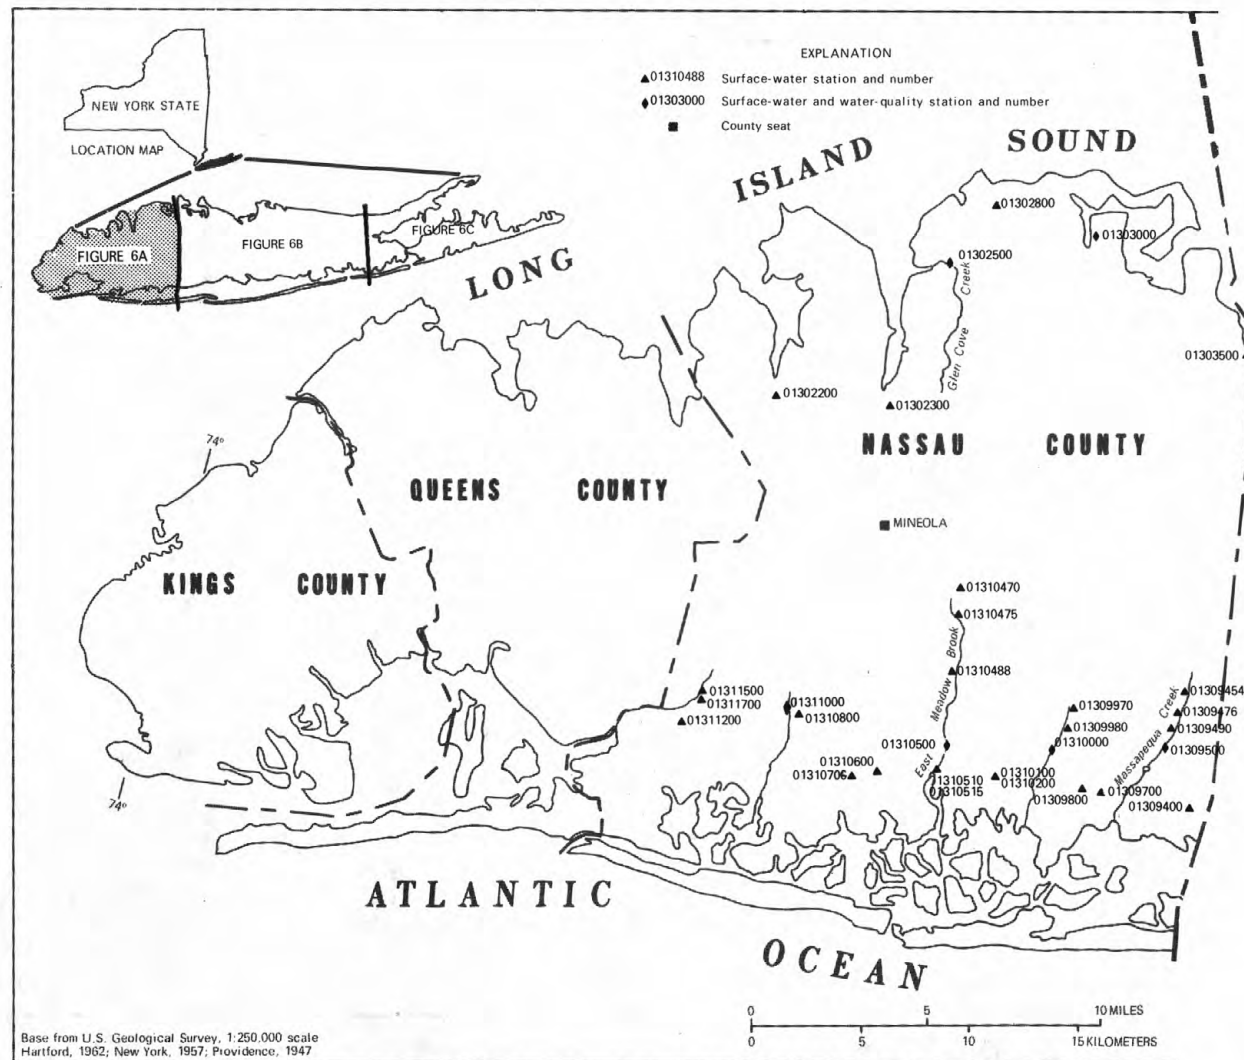 EXPLANATION
01310488 Surface-water station and number
01303000 Surface-water and water-quality station and number
County seat
NEW YORK STATE
LOCATION MAP
FIGURE 6A
FIGURE 6B
FIGURE 6C
LONG
ISLAND
SOUND
01302800
01303000
01302500
Glen Cove Creek
01303500
01302200
01302300
NASSAU COUNTY
74°
QUEENS COUNTY
MINEOLA
KINGS COUNTY
01310470
01310475
East Meadow Brook
01310488
01311500
01311700
01311200
01311000
01310800
01309970
01309980
01310000
01309454
01309476
01309490
01309500
Massapequa Creek
01310500
01310600
01310700
01310510
01310515
01310100
01310200
01309800
01309700
01309400
74°
ATLANTIC
OCEAN
0 5 10 MILES
0 5 10 15 KILOMETERS
Base from U.S. Geological Survey, 1:250,000 scale
Hartford, 1962; New York, 1957; Providence, 1947